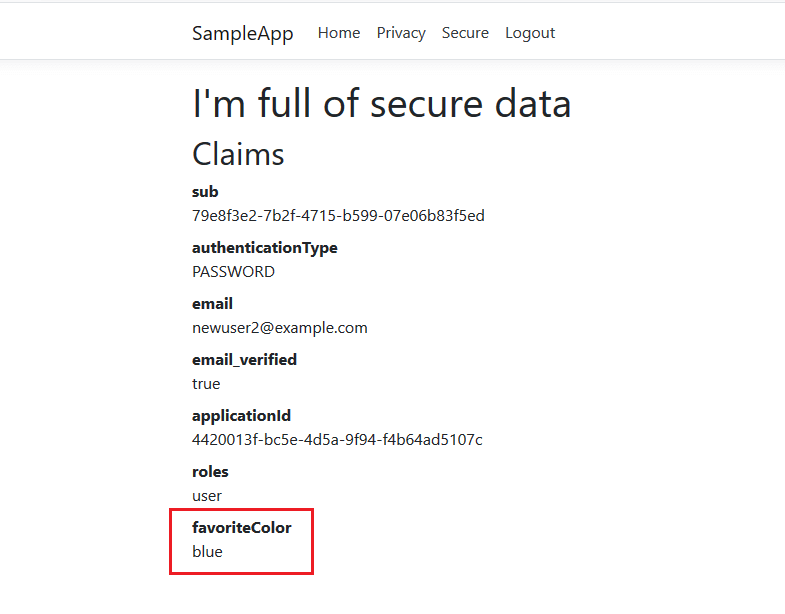 SampleApp Home Privacy Secure Logout
I'm full of secure data
Claims
sub
79e8f3e2-7b2f-4715-b599-07e06b83f5ed
authenticationType
PASSWORD
email
newuser2@example.com
email_verified
true
applicationId
4420013f-bc5e-4d5a-9f94-f4b64ad5107c
roles
user
favoriteColor
blue